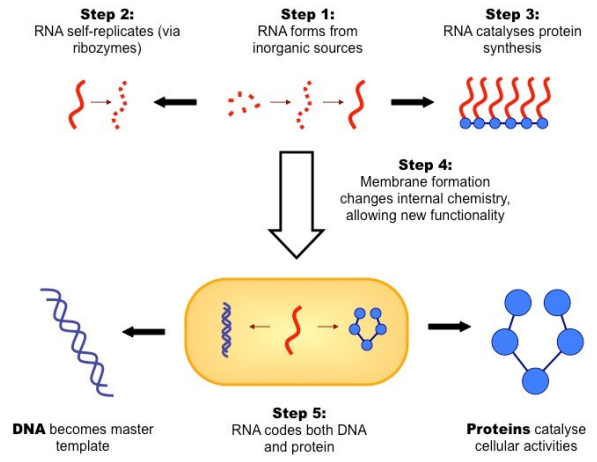 Step 2:
RNA self-replicates (via
ribozymes)
Step 1:
RNA forms from
inorganic sources
Step 3:
RNA catalyses protein
synthesis
Step 4:
Membrane formation
changes internal chemistry,
allowing new functionality
DNA becomes master
template
Step 5:
RNA codes both DNA
and protein
Proteins catalyse
cellular activities